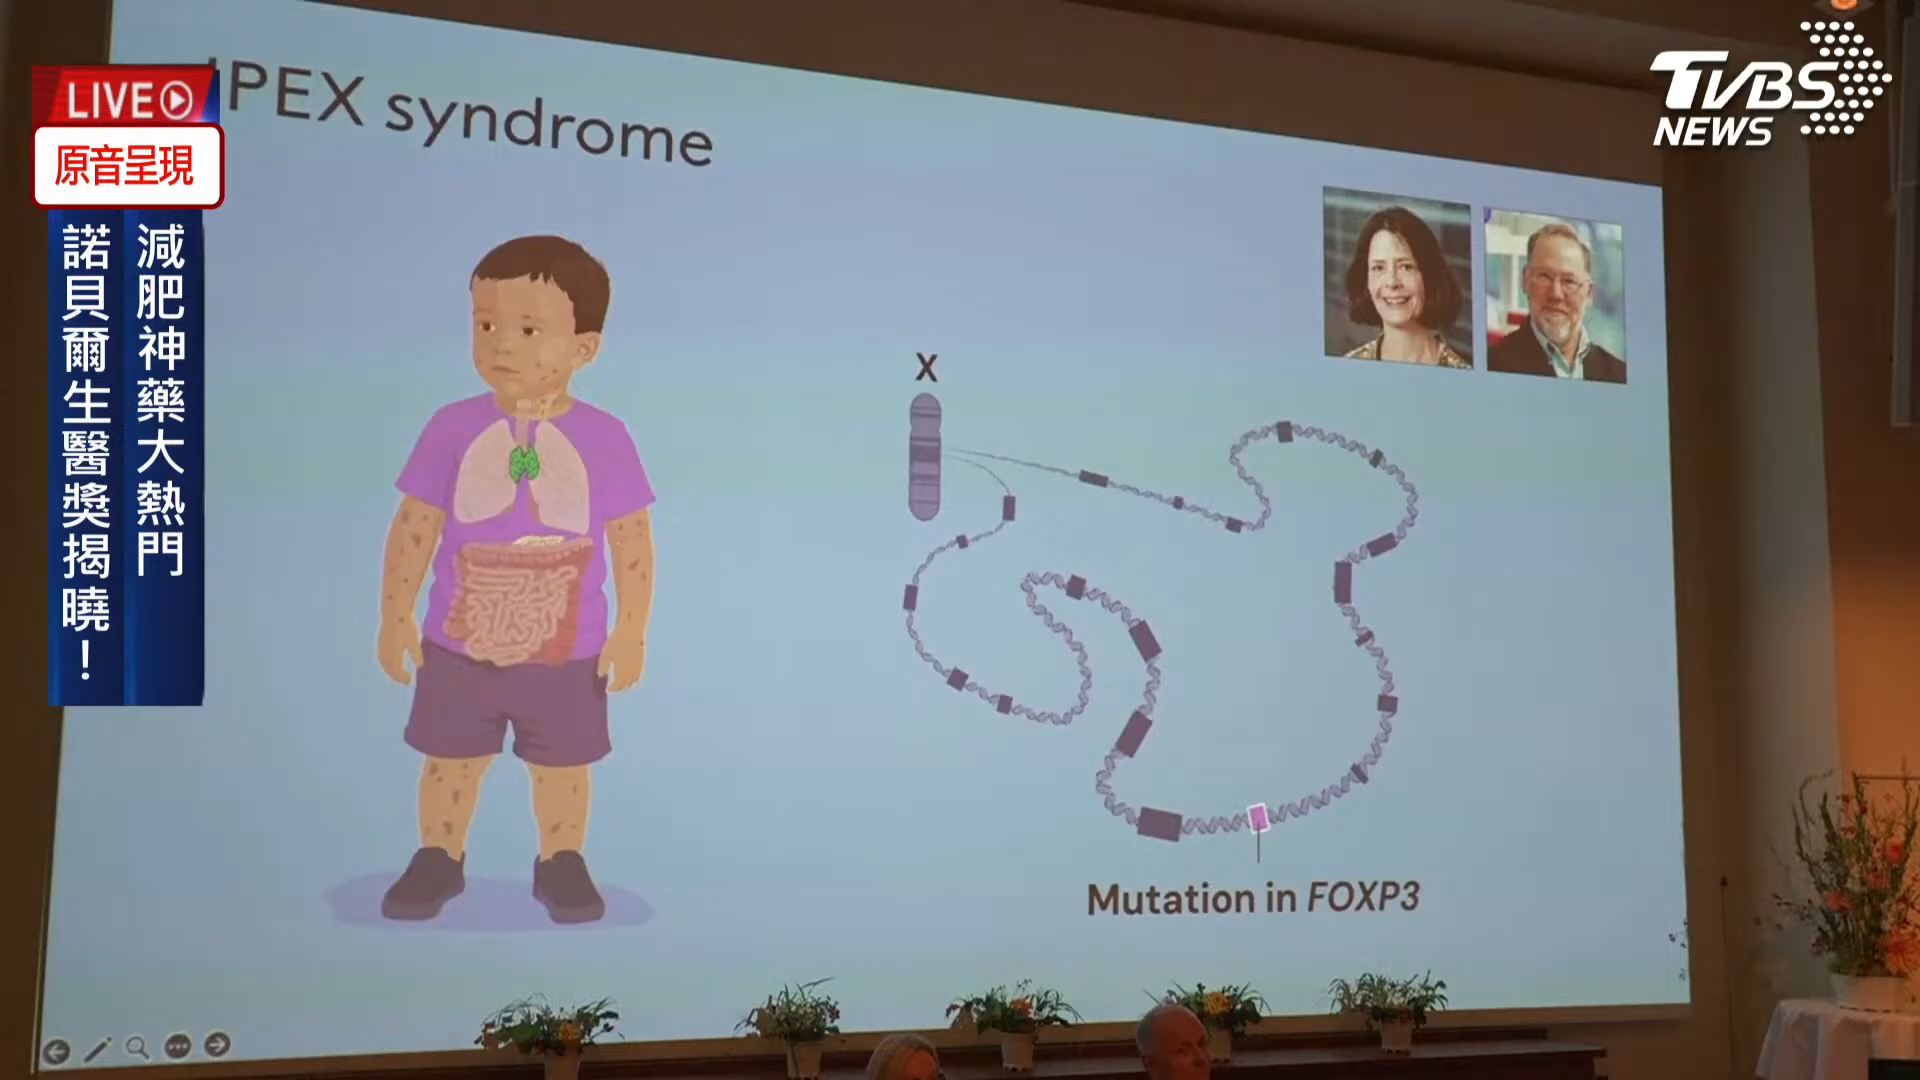 LIVE
原音呈現
減肥神藥大熱門
諾貝爾生醫獎揭曉！
TVBS
NEWS
IPEX syndrome
X
Mutation in FOXP3